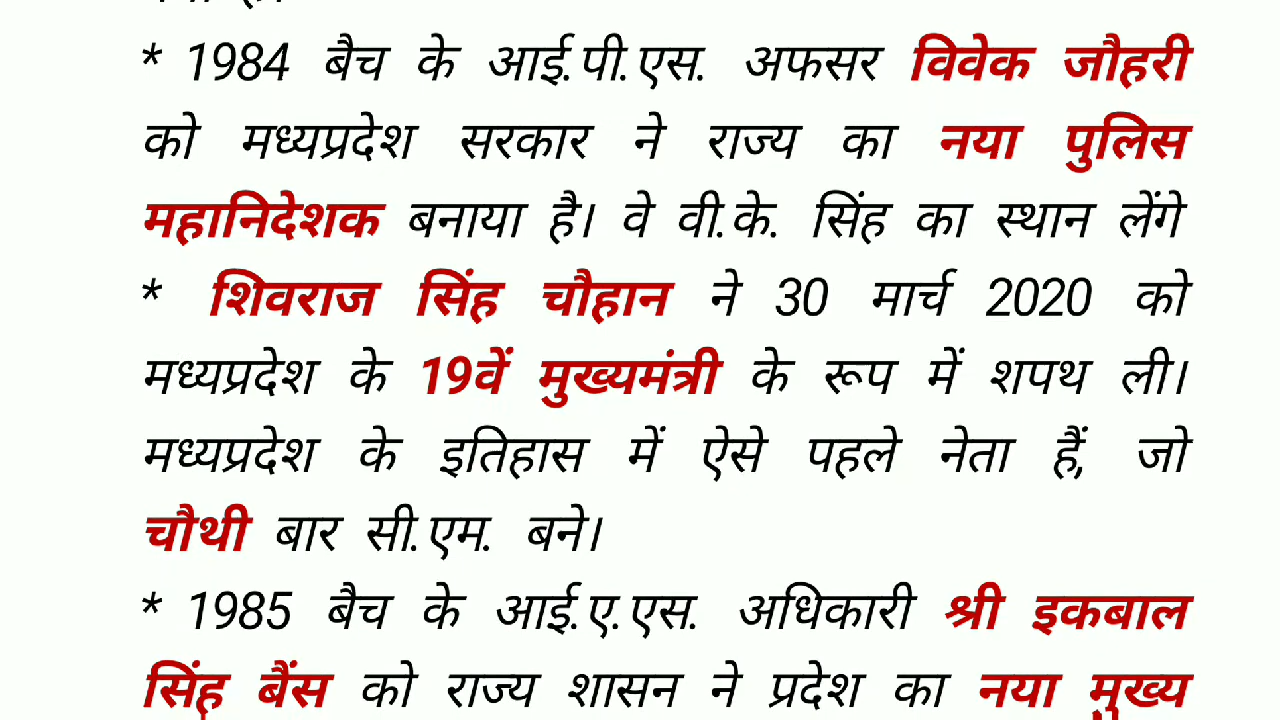 * 1984 बैच के आई.पी.एस. अफसर विवेक जौहरी
को मध्यप्रदेश सरकार ने राज्य का नया पुलिस
महानिदेशक बनाया है। वे वी.के. सिंह का स्थान लेंगे
* शिवराज सिंह चौहान ने 30 मार्च 2020 को
मध्यप्रदेश के 19वें मुख्यमंत्री के रूप में शपथ ली।
मध्यप्रदेश के इतिहास में ऐसे पहले नेता हैं, जो
चौथी बार सी.एम. बने।
* 1985 बैच के आई.ए.एस. अधिकारी श्री इकबाल
सिंह बैंस को राज्य शासन ने प्रदेश का नया मुख्य